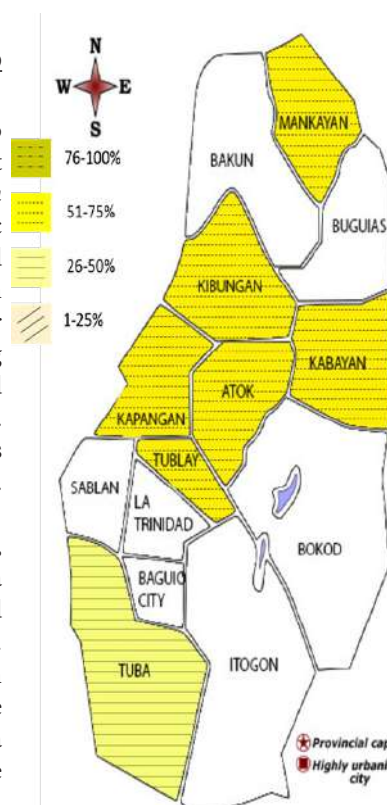 N
W E
S
76-100%
51-75%
26-50%
1-25%
MANKAYAN
BAKUN
BUGUIAS
KIBUNGAN
KABAYAN
ATOK
KAPANGAN
TUBLAY
SABLAN
LA
TRINIDAD
BOKOD
BAGUIO
CITY
TUBA
ITOGON
Provincial cap
Highly urbani
city